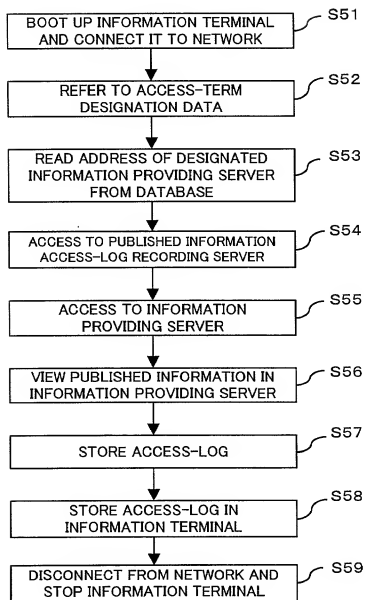 S51
BOOT UP INFORMATION TERMINAL
AND CONNECT IT TO NETWORK
S52
REFER TO ACCESS-TERM
DESIGNATION DATA
S53
READ ADDRESS OF DESIGNATED
INFORMATION PROVIDING SERVER
FROM DATABASE
S54
ACCESS TO PUBLISHED INFORMATION
ACCESS-LOG RECORDING SERVER
S55
ACCESS TO INFORMATION
PROVIDING SERVER
S56
VIEW PUBLISHED INFORMATION IN
INFORMATION PROVIDING SERVER
S57
STORE ACCESS-LOG
S58
STORE ACCESS-LOG IN
INFORMATION TERMINAL
S59
DISCONNECT FROM NETWORK AND
STOP INFORMATION TERMINAL